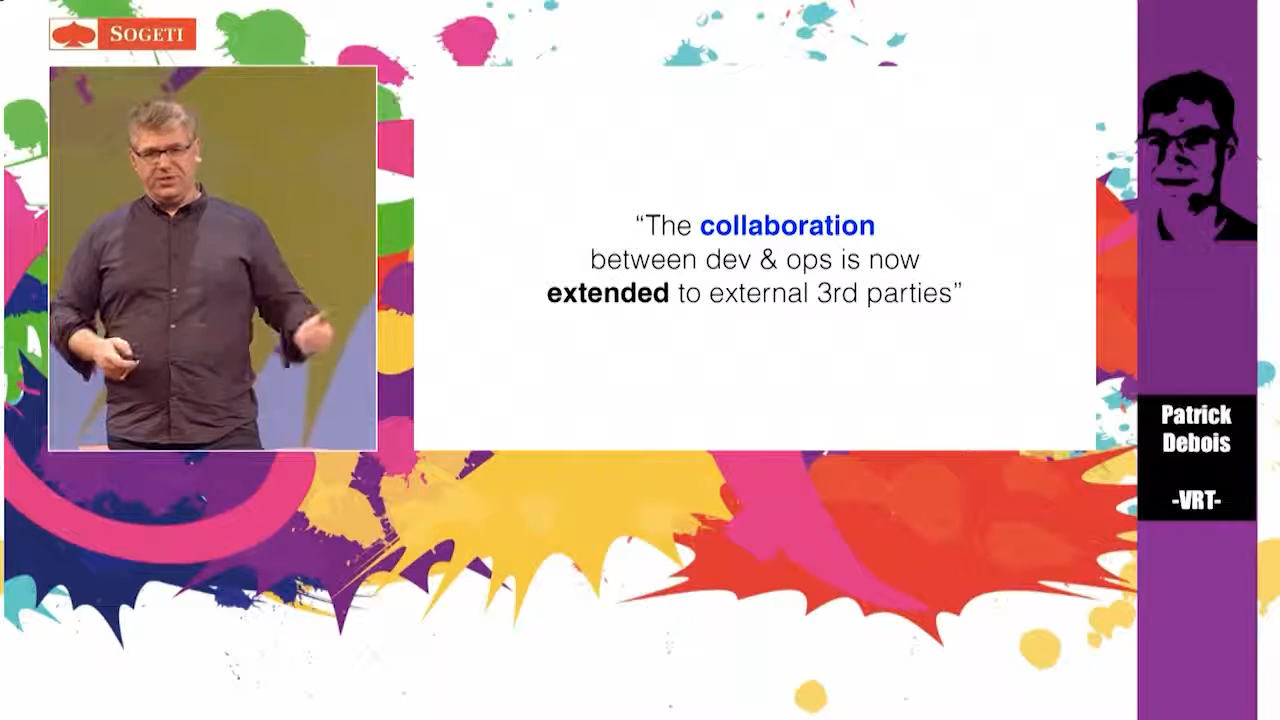 SOGETI
“The collaboration
between dev & ops is now
extended to external 3rd parties”
Patrick
Debois
-VRT-